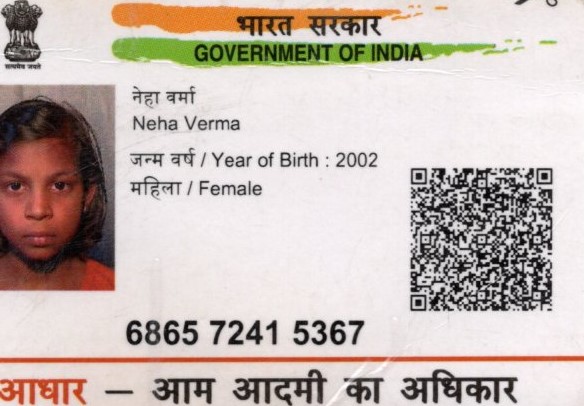 भारत सरकार
GOVERNMENT OF INDIA
सत्यमेव जयते
नेहा वर्मा
Neha Verma
जन्म वर्ष / Year of Birth : 2002
महिला / Female
6865 7241 5367
आधार — आम आदमी का अधिकार